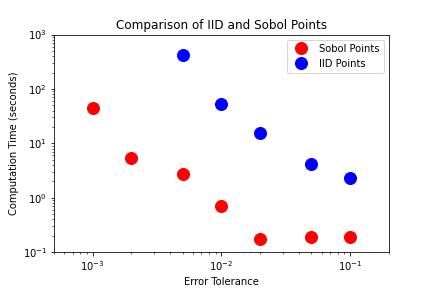 Comparison of IID and Sobol Points
10³
10²
10¹
10⁰
10⁻¹
Computation Time (seconds)
Sobol Points
IID Points
10⁻³
10⁻²
10⁻¹
Error Tolerance